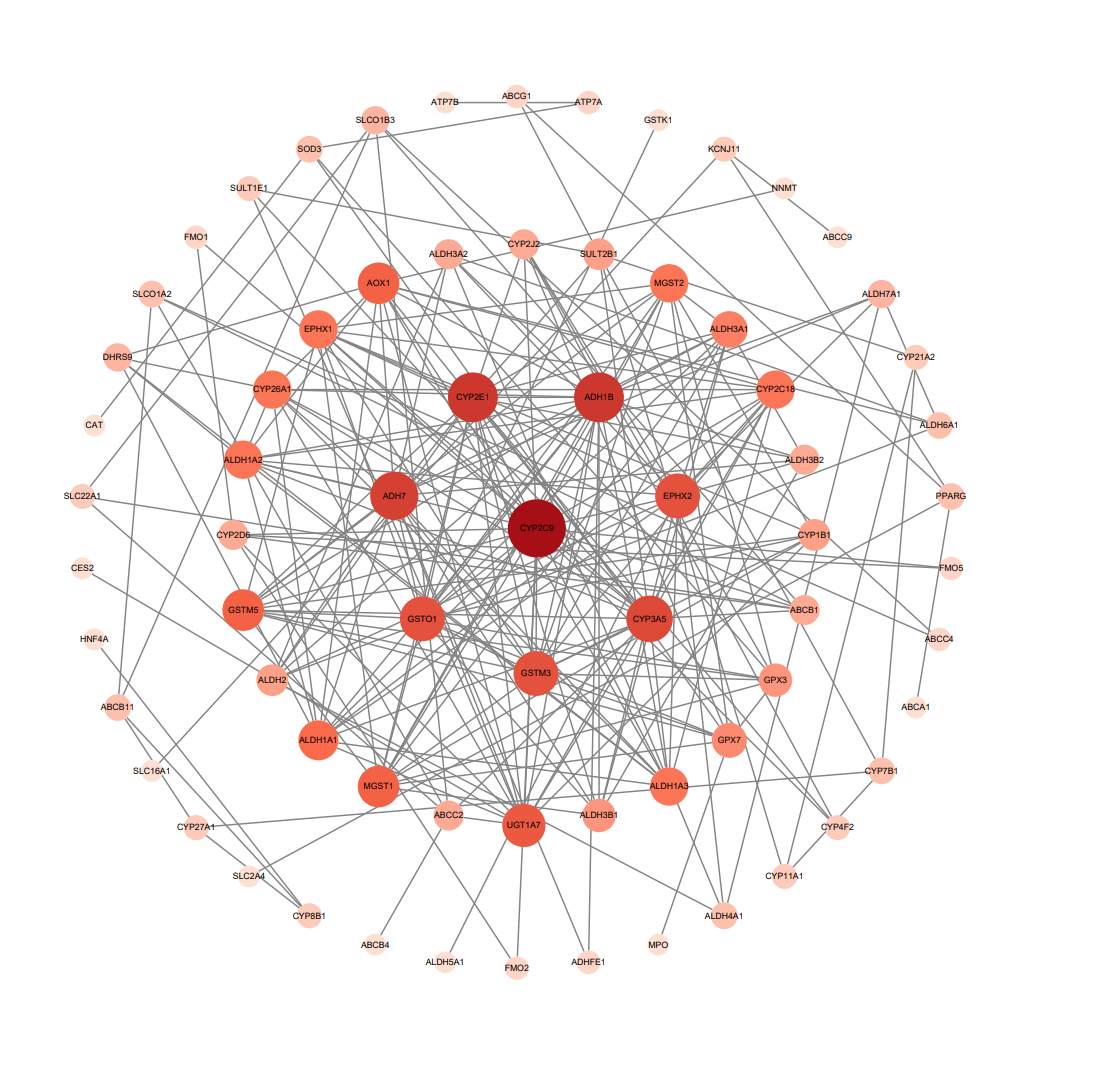 ATP7B
ABCG1
ATP7A
SLCO1B3
GSTK1
SOD3
KCNJ11
SULT1E1
NNMT
FMO1
ABCC9
ALDH3A2
CYP2J2
SULT2B1
AOX1
MGST2
SLCO1A2
ALDH7A1
EPHX1
ALDH3A1
DHRS9
CYP21A2
CYP26A1
CYP2E1
ADH1B
CYP2C18
CAT
ALDH6A1
ALDH1A2
ALDH3B2
SLC22A1
ADH7
EPHX2
PPARG
CYP2D6
CYP2C9
CYP1B1
CES2
FMO5
GSTM5
GSTO1
CYP3A5
ABCB1
HNF4A
ABCC4
ALDH2
GSTM3
GPX3
ABCB11
ABCA1
ALDH1A1
GPX7
SLC16A1
CYP7B1
MGST1
ALDH1A3
CYP27A1
ABCC2
UGT1A7
ALDH3B1
CYP4F2
SLC2A4
CYP11A1
CYP8B1
ALDH4A1
ABCB4
MPO
ALDH5A1
FMO2
ADHFE1